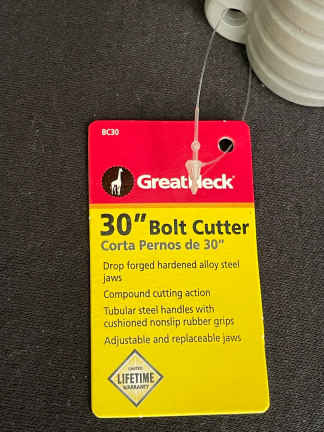 BC30
GreatNeck
30" Bolt Cutter
Corta Pernos de 30"
Drop forged hardened alloy steel
jaws
Compound cutting action
Tubular steel handles with
cushioned nonslip rubber grips
Adjustable and replaceable jaws
LIMITED
LIFETIME
WARRANTY